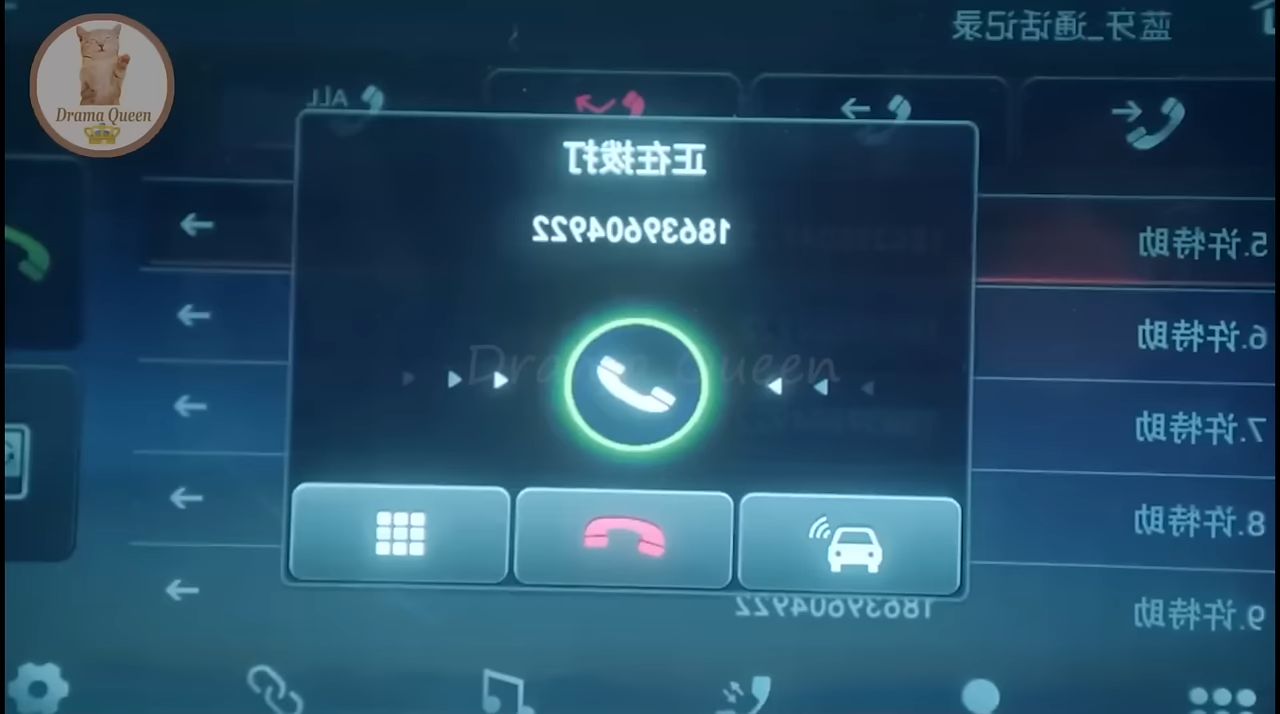 Drama Queen
蓝牙_通话记录
ALL
正在拨打
18639604922
Drama Queen
5.许特助
6.许特助
7.许特助
8.许特助
9.许特助
18639604922